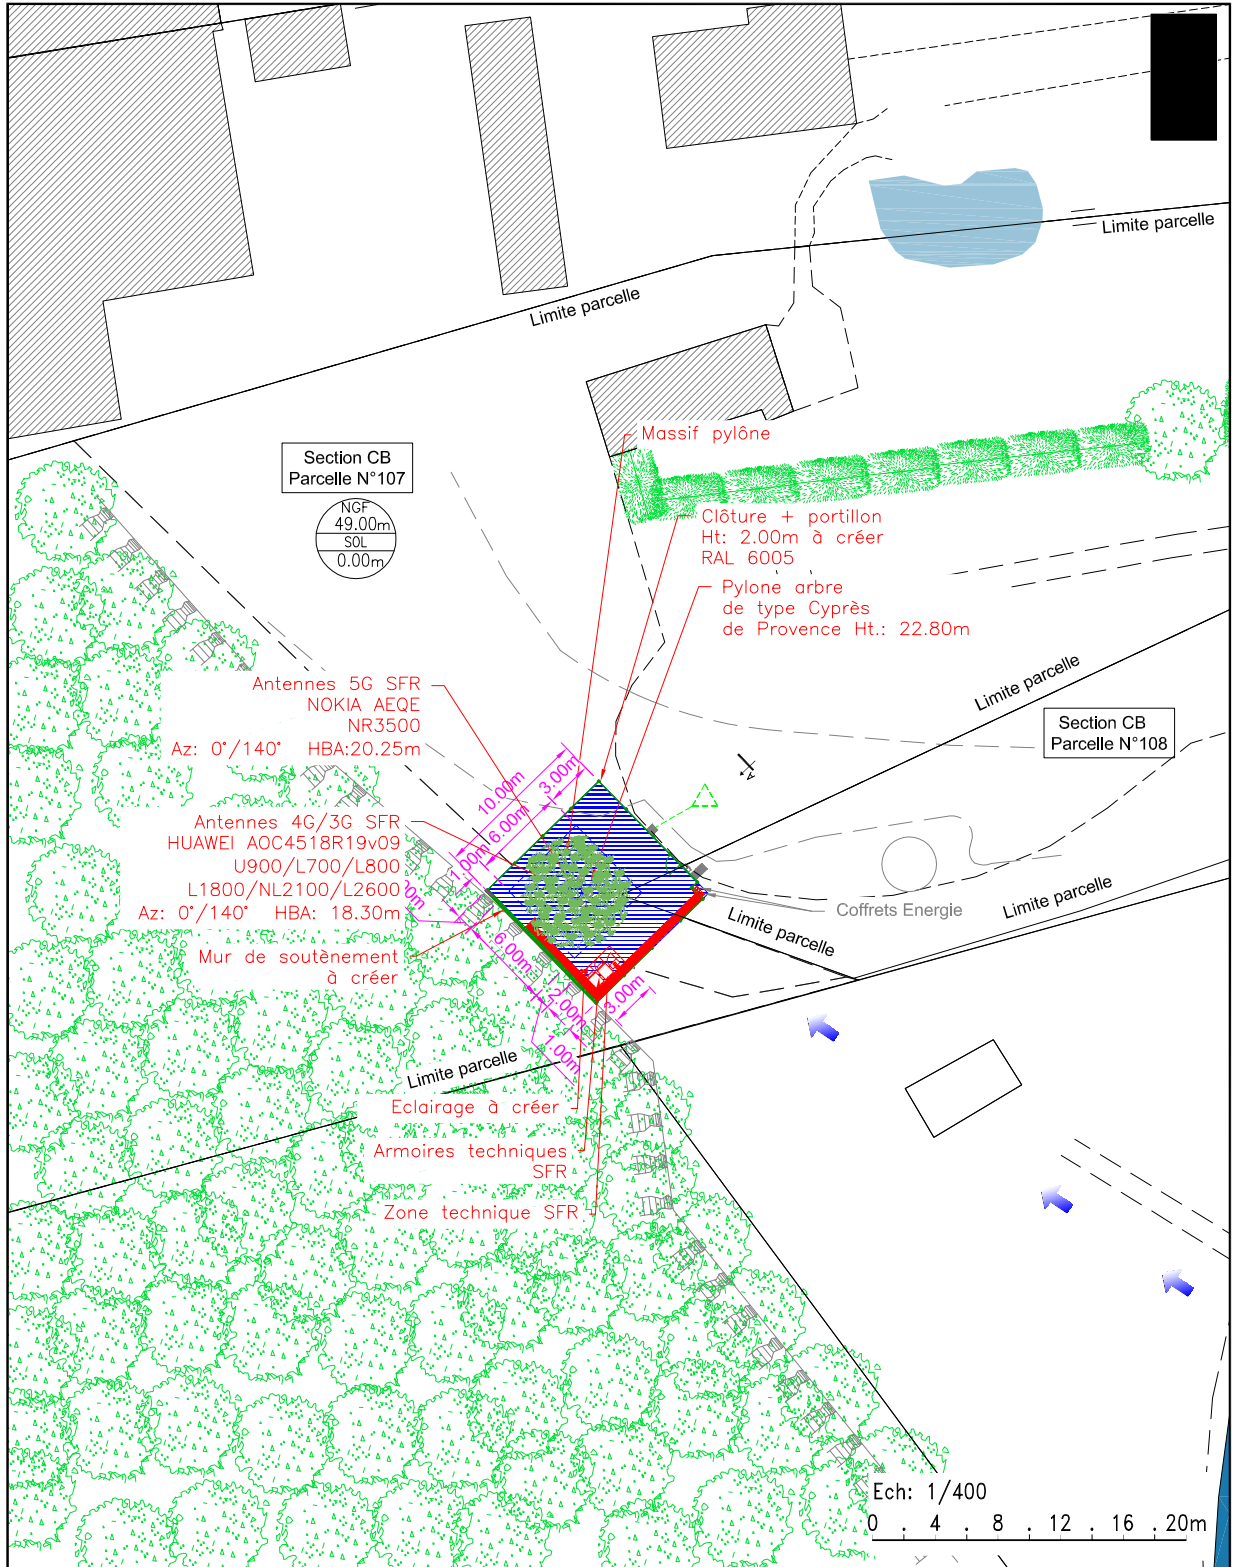 Limite parcelle
Limite parcelle
Section CB
Parcelle N°107
NGF
49.00m
SOL
0.00m
Massif pylône
Clôture + portillon
Ht: 2.00m à créer
RAL 6005
Pylone arbre
de type Cyprès
de Provence Ht.: 22.80m
Limite parcelle
Section CB
Parcelle N°108
Antennes 5G SFR
NOKIA AEQE
NR3500
Az: 0°/140° HBA:20.25m
10.00m
3.00m
6.00m
1.00m
Antennes 4G/3G SFR
HUAWEI AOC4518R19v09
U900/L700/L800
L1800/NL2100/L2600
Az: 0°/140° HBA: 18.30m
Mur de soutènement
à créer
Coffrets Energie
Limite parcelle
Limite parcelle
6.00m
2.00m
3.00m
1.00m
Limite parcelle
Eclairage à créer
Armoires techniques
SFR
Zone technique SFR
Ech: 1/400
0 . 4 . 8 . 12 . 16 . 20m